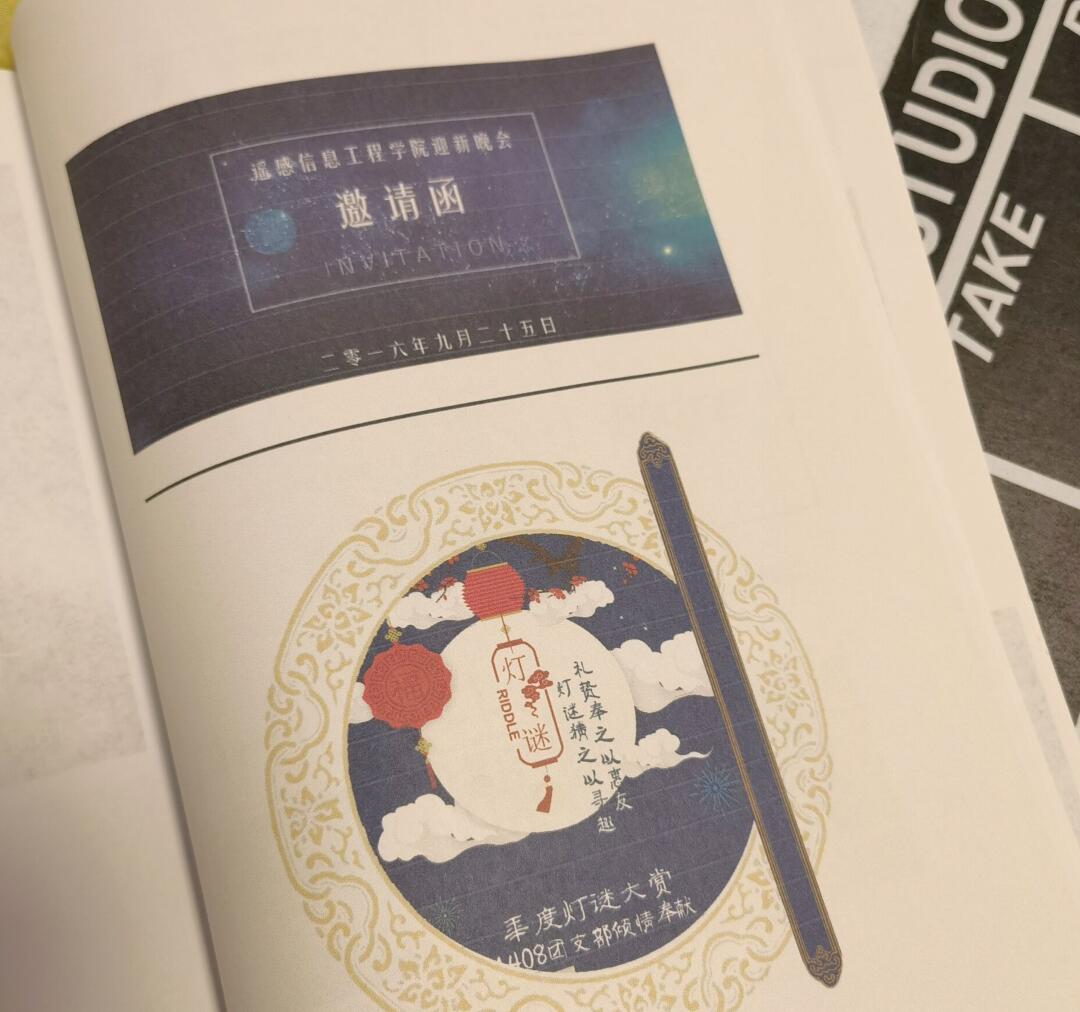 遥感信息工程学院迎新晚会
邀请函
INVITATION
二零一六年九月二十五日
福
灯
谜
RIDDLE
礼贽奉之以惠友
灯谜猜之以寻趣
年度灯谜大赏
1408团支部倾情奉献
STUDIO
TAKE